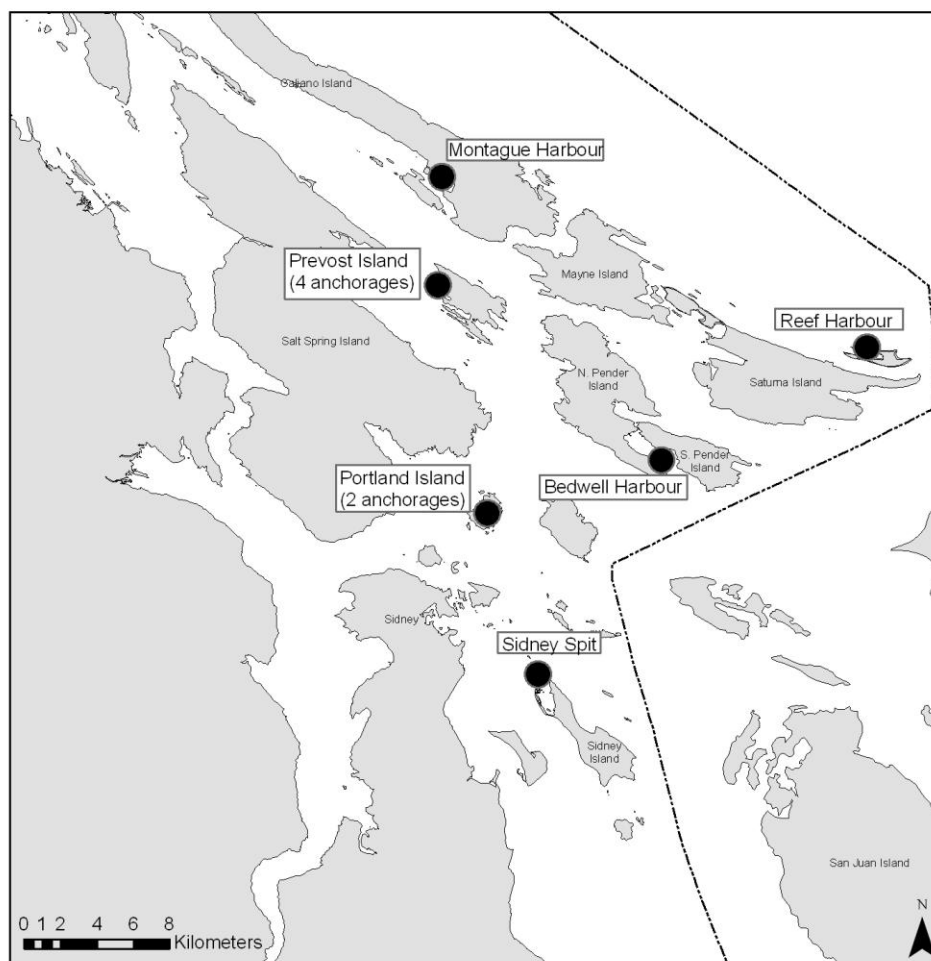 Galiano Island
Montague Harbour
Prevost Island
(4 anchorages)
Mayne Island
Reef Harbour
Salt Spring Island
N. Pender
Island
Saturna Island
S. Pender
Island
Portland Island
(2 anchorages)
Bedwell Harbour
Sidney
Sidney Spit
Sidney
Island
San Juan Island
N
0 1 2 4 6 8
Kilometers